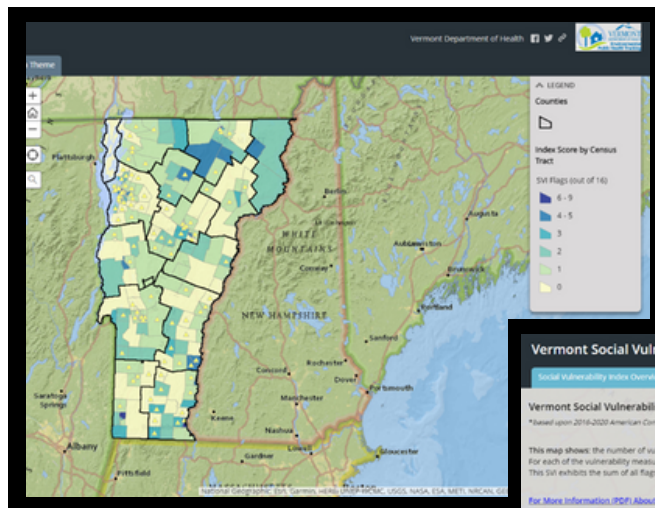 Vermont Department of Health
VERMONT
Theme
LEGEND
Counties
Index Score by Census
Tract
SVI Flags (out of 16)
6 - 9
4 - 5
3
2
1
0
Plattsburgh
Berlin
WHITE
MOUNTAINS
Augusta
Lewiston
Conway
Brunswick
Portland
NEW HAMPSHIRE
Sanford
Rochester
Concord
Dover
Portsmouth
Saratoga
Springs
Manchester
Keene
Nashua
Albany
Lowell
Gloucester
Gardner
Pittsfield
MASSACHUSETTS
Boston
National Geographic, Esri, Garmin, HERE, UNEP-WCMC, USGS, NASA, ESA, METI, NRCAN, GE
Vermont Social Vuln
Social Vulnerability Index Overvie
Vermont Social Vulnerabili
*based upon 2016-2020 American Com
This map shows: the number of vu
For each of the vulnerability measu
This SVI exhibits the sum of all flags
For More Information (PDF) About